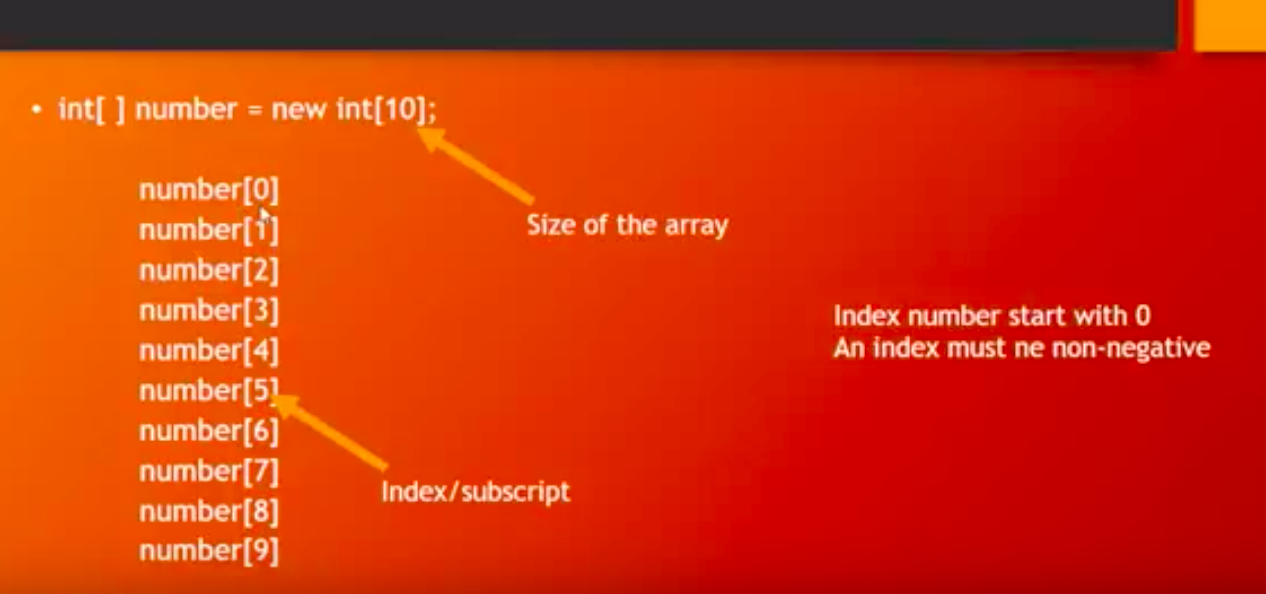 • int[ ] number = new int[10];
number[0]
number[1]
Size of the array
number[2]
number[3]
Index number start with 0
An index must ne non-negative
number[4]
number[5]
number[6]
number[7]
Index/subscript
number[8]
number[9]